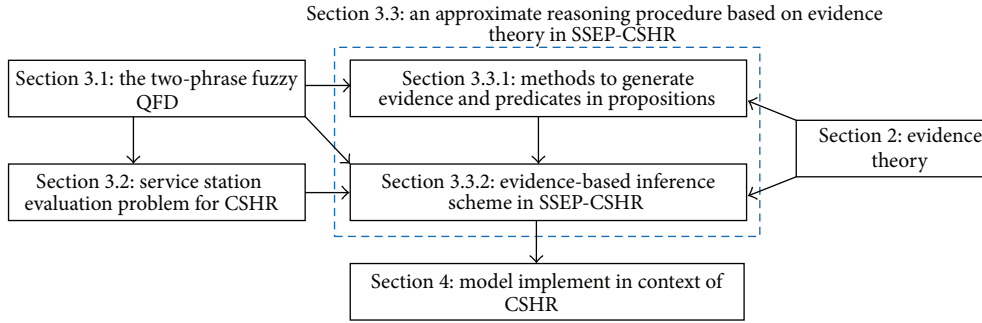 Section 3.3: an approximate reasoning procedure based on evidence
theory in SSEP-CSHR
Section 3.1: the two-phrase fuzzy
QFD
Section 3.3.1: methods to generate
evidence and predicates in propositions
Section 2: evidence
theory
Section 3.2: service station
evaluation problem for CSHR
Section 3.3.2: evidence-based inference
scheme in SSEP-CSHR
Section 4: model implement in context of
CSHR